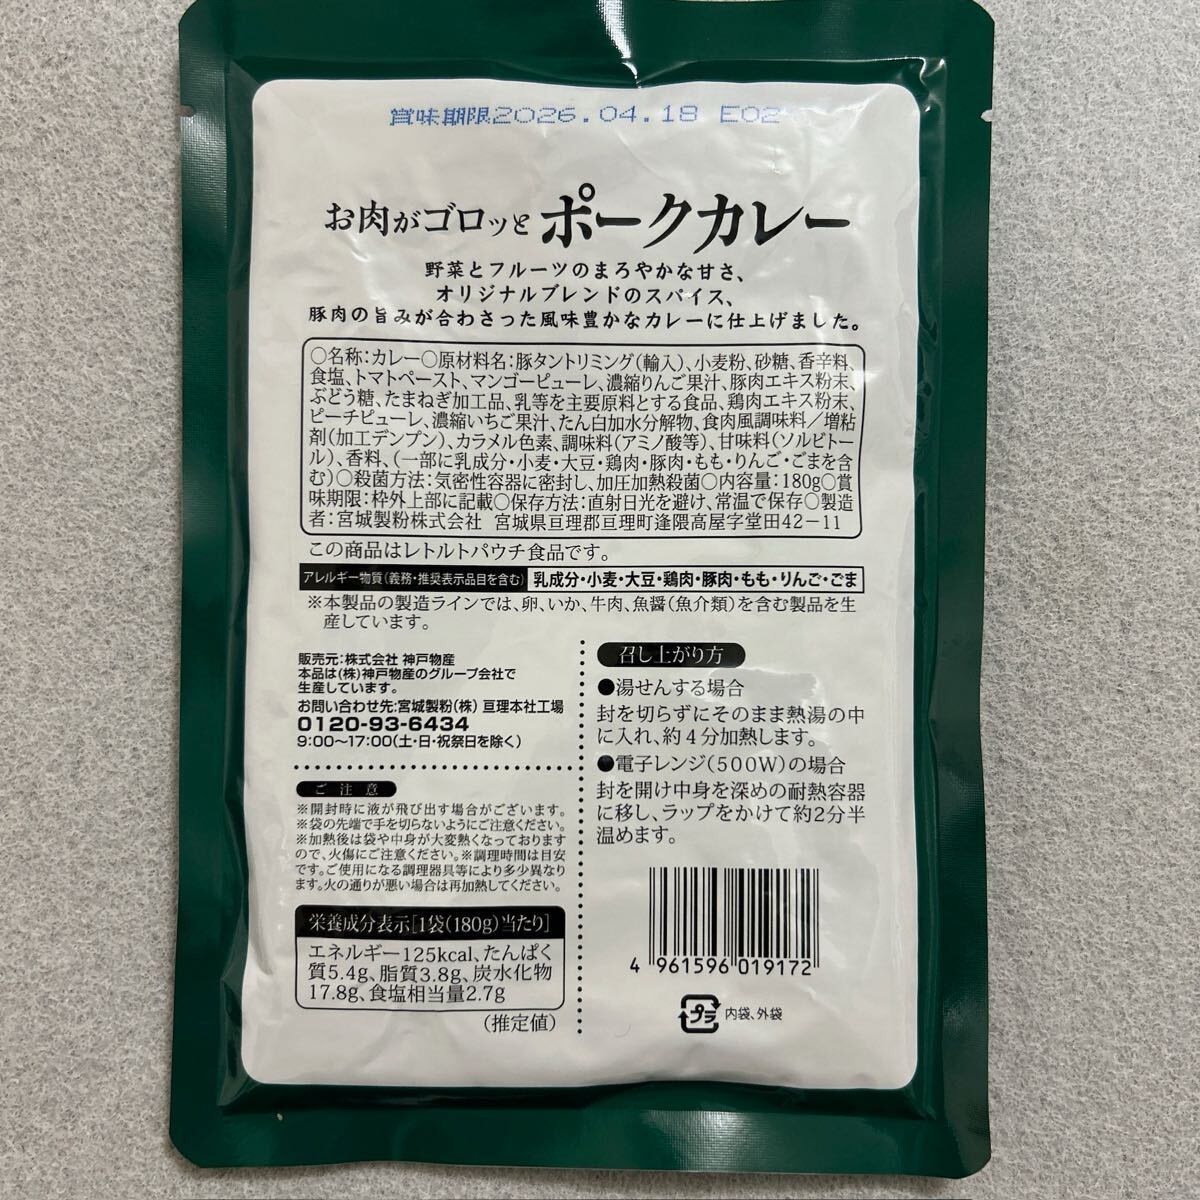 賞味期限2026.04.18 E02
お肉がゴロッとポークカレー
野菜とフルーツのまろやかな甘さ、
オリジナルブレンドのスパイス、
豚肉の旨みが合わさった風味豊かなカレーに仕上げました。
○名称:カレー○原材料名:豚タントリミング(輸入)、小麦粉、砂糖、香辛料、
食塩、トマトペースト、マンゴーピューレ、濃縮りんご果汁、豚肉エキス粉末、
ぶどう糖、たまねぎ加工品、乳等を主要原料とする食品、鶏肉エキス粉末、
ピーチピューレ、濃縮いちご果汁、たん白加水分解物、食肉風調味料/増粘
剤(加工デンプン)、カラメル色素、調味料(アミノ酸等)、甘味料(ソルビトー
ル)、香料、(一部に乳成分・小麦・大豆・鶏肉・豚肉・もも・りんご・ごまを含
む)○殺菌方法:気密性容器に密封し、加圧加熱殺菌○内容量:180g○賞
味期限:枠外上部に記載○保存方法:直射日光を避け、常温で保存○製造
者:宮城製粉株式会社 宮城県亘理郡亘理町逢隈高屋字堂田42-11
この商品はレトルトパウチ食品です。
アレルギー物質(義務・推奨表示品目を含む) 乳成分・小麦・大豆・鶏肉・豚肉・もも・りんご・ごま
※本製品の製造ラインでは、卵、いか、牛肉、魚醤(魚介類)を含む製品を生
産しています。
販売元:株式会社 神戸物産
本品は(株)神戸物産のグループ会社で
生産しています。
お問い合わせ先:宮城製粉(株) 亘理本社工場
0120-93-6434
9:00〜17:00(土・日・祝祭日を除く)
ご注意
※開封時に液が飛び出す場合がございます。
※袋の先端で手を切らないようにご注意ください。
※加熱後は袋や中身が大変熱くなっております
ので、火傷にご注意ください。※調理時間は目安
です。ご使用になる調理器具等により多少異なり
ます。火の通りが悪い場合は再加熱してください。
栄養成分表示[1袋(180g)当たり]
エネルギー125kcal、たんぱく
質5.4g、脂質3.8g、炭水化物
17.8g、食塩相当量2.7g
(推定値)
召し上がり方
●湯せんする場合
封を切らずにそのまま熱湯の中
に入れ、約4分加熱します。
●電子レンジ(500W)の場合
封を開け中身を深めの耐熱容器
に移し、ラップをかけて約2分半
温めます。
4 961596 019172
プラ 内袋、外袋